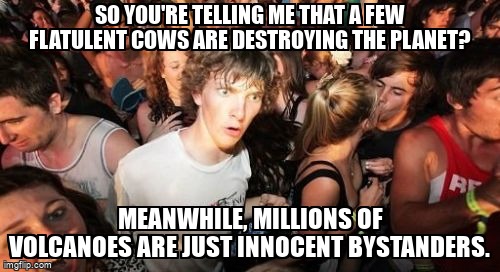 SO YOU'RE TELLING ME THAT A FEW
FLATULENT COWS ARE DESTROYING THE PLANET?
MEANWHILE, MILLIONS OF
VOLCANOES ARE JUST INNOCENT BYSTANDERS.
imgflip.com